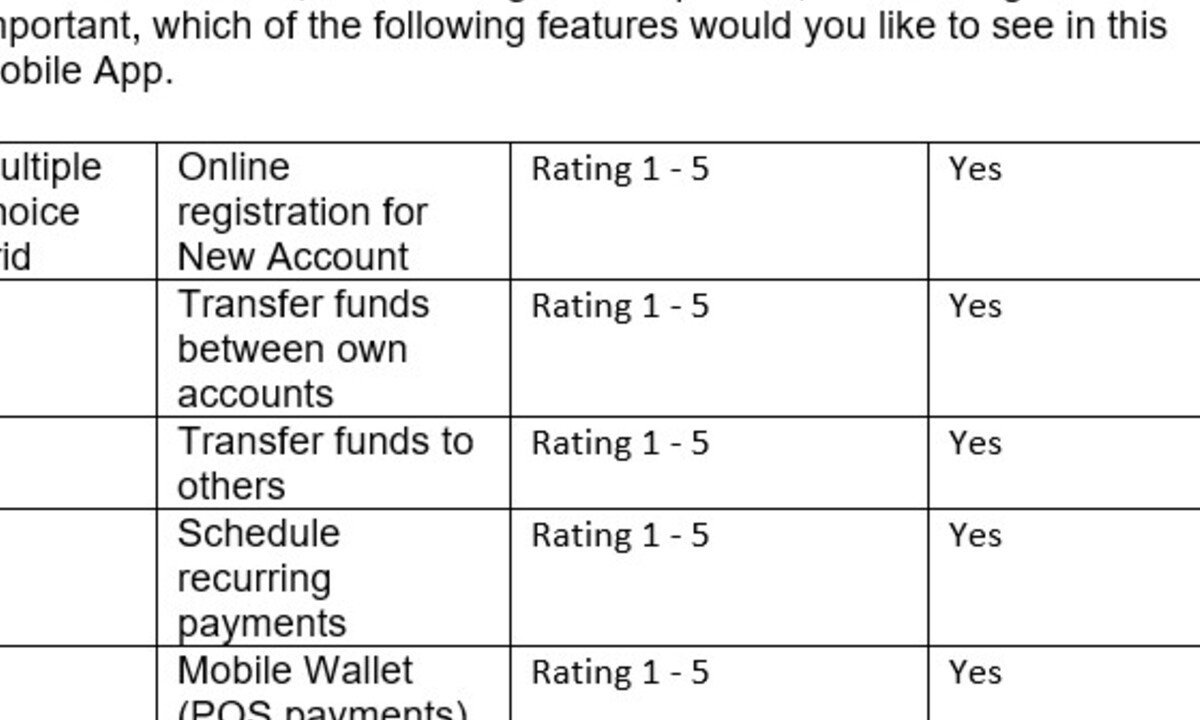 mportant, which of the following features would you like to see in this
obile App.
ultiple
hoice
rid
Online
registration for
New Account
Rating 1 - 5
Yes
Transfer funds
between own
accounts
Rating 1 - 5
Yes
Transfer funds to
others
Rating 1 - 5
Yes
Schedule
recurring
payments
Rating 1 - 5
Yes
Mobile Wallet
(POS payments)
Rating 1 - 5
Yes